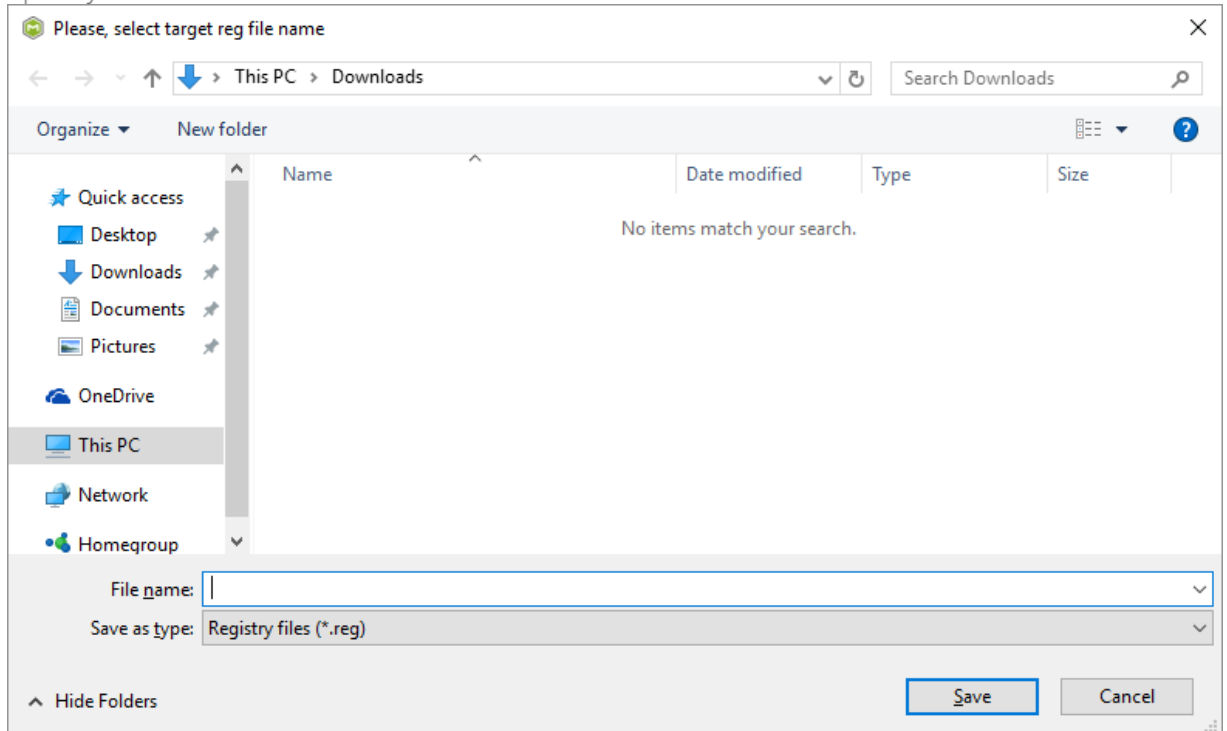 Please, select target reg file name
This PC > Downloads
Search Downloads
Organize
New folder
Name
Date modified
Type
Size
No items match your search.
Quick access
Desktop
Downloads
Documents
Pictures
OneDrive
This PC
Network
Homegroup
File name:
Save as type: Registry files (*.reg)
Hide Folders
Save
Cancel